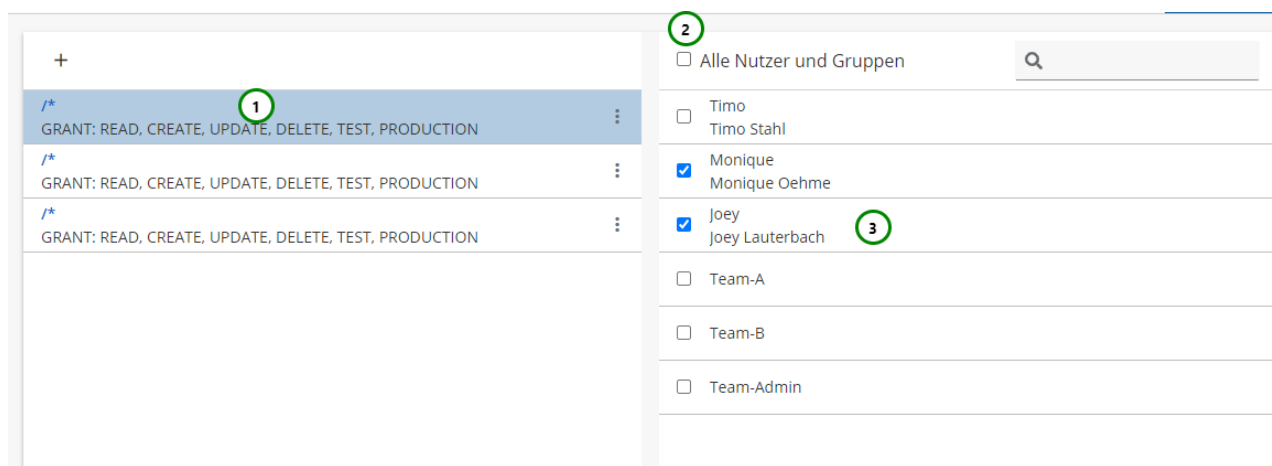 2
+
Alle Nutzer und Gruppen
/*
1
GRANT: READ, CREATE, UPDATE, DELETE, TEST, PRODUCTION
/*
GRANT: READ, CREATE, UPDATE, DELETE, TEST, PRODUCTION
/*
GRANT: READ, CREATE, UPDATE, DELETE, TEST, PRODUCTION
Timo
Timo Stahl
Monique
Monique Oehme
Joey
Joey Lauterbach
3
Team-A
Team-B
Team-Admin